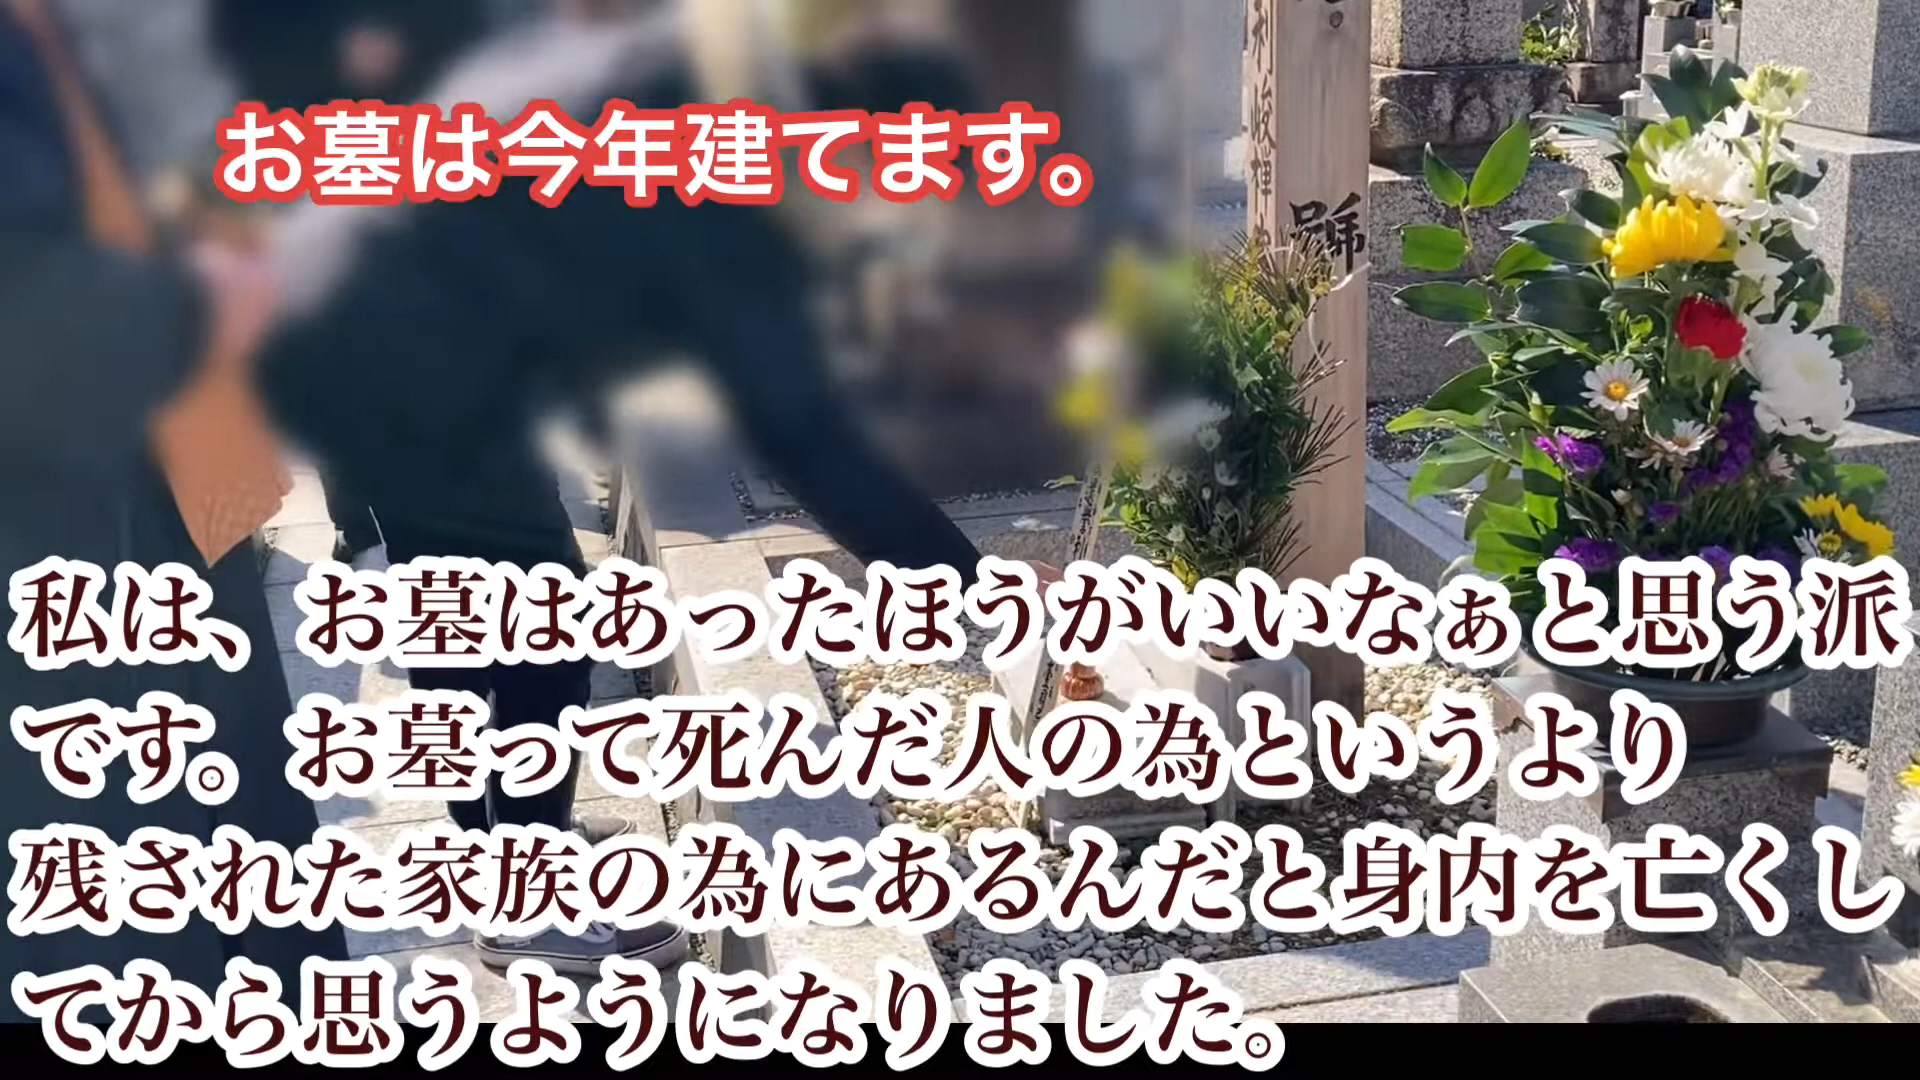 お墓は今年建てます。
利峻禅
號
私は、お墓はあったほうがいいなぁと思う派
です。お墓って死んだ人の為というより
残された家族の為にあるんだと身内を亡くし
てから思うようになりました。